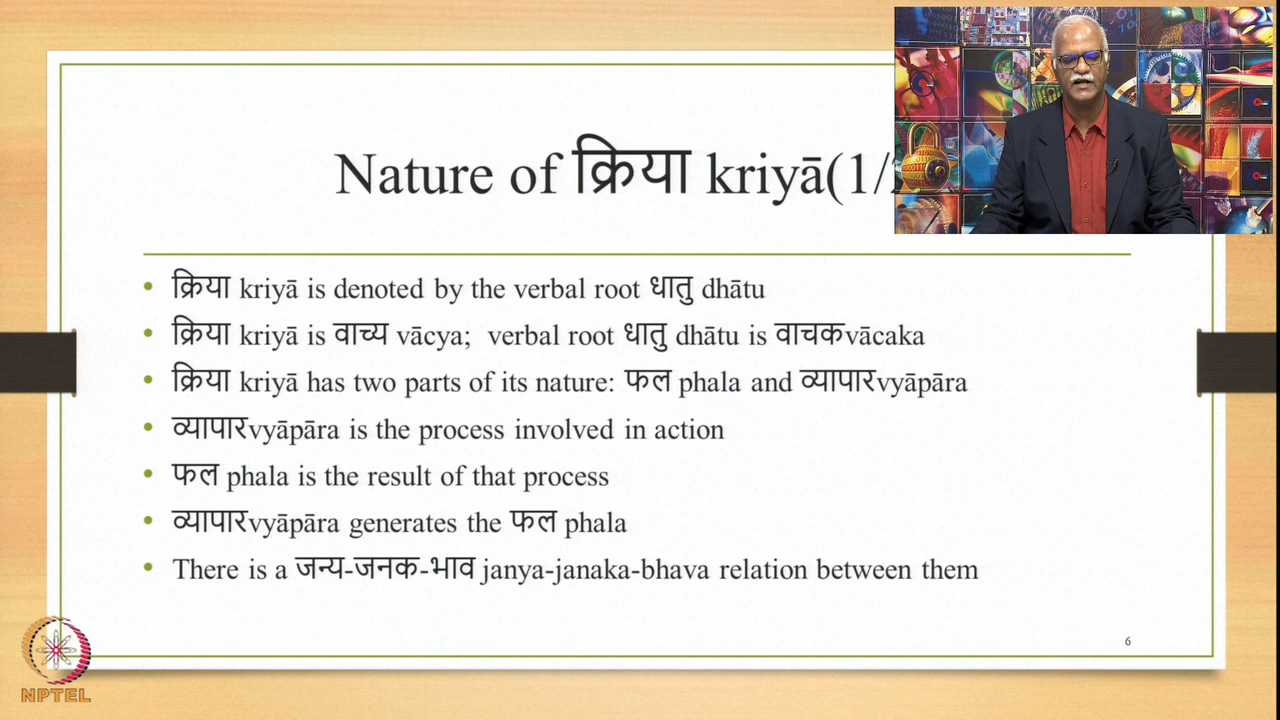 Nature of क्रिया kriyā(1/
क्रिया kriyā is denoted by the verbal root धातु dhātu
क्रिया kriyā is वाच्य vācya; verbal root धातु dhātu is वाचकvācaka
क्रिया kriyā has two parts of its nature: फल phala and व्यापारvyāpāra
व्यापारvyāpāra is the process involved in action
फल phala is the result of that process
व्यापारvyāpāra generates the फल phala
There is a जन्य-जनक-भाव janya-janaka-bhava relation between them
6
NPTEL